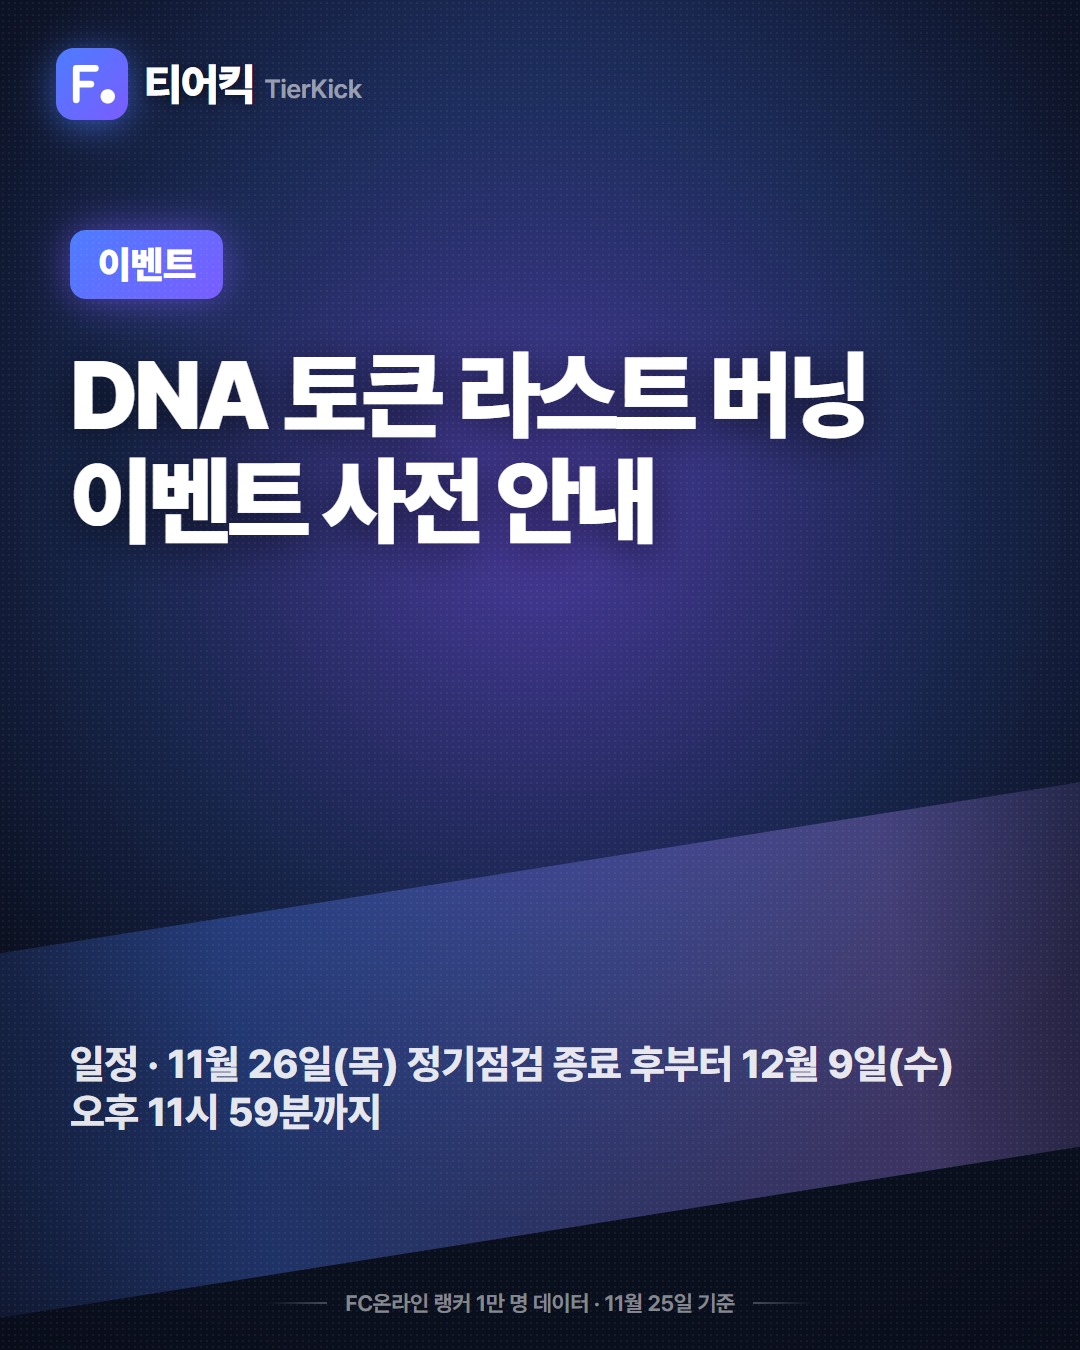 F.
티어킥 TierKick
이벤트
DNA 토큰 라스트 버닝
이벤트 사전 안내
일정 · 11월 26일(목) 정기점검 종료 후부터 12월 9일(수)
오후 11시 59분까지
FC온라인 랭커 1만 명 데이터 · 11월 25일 기준